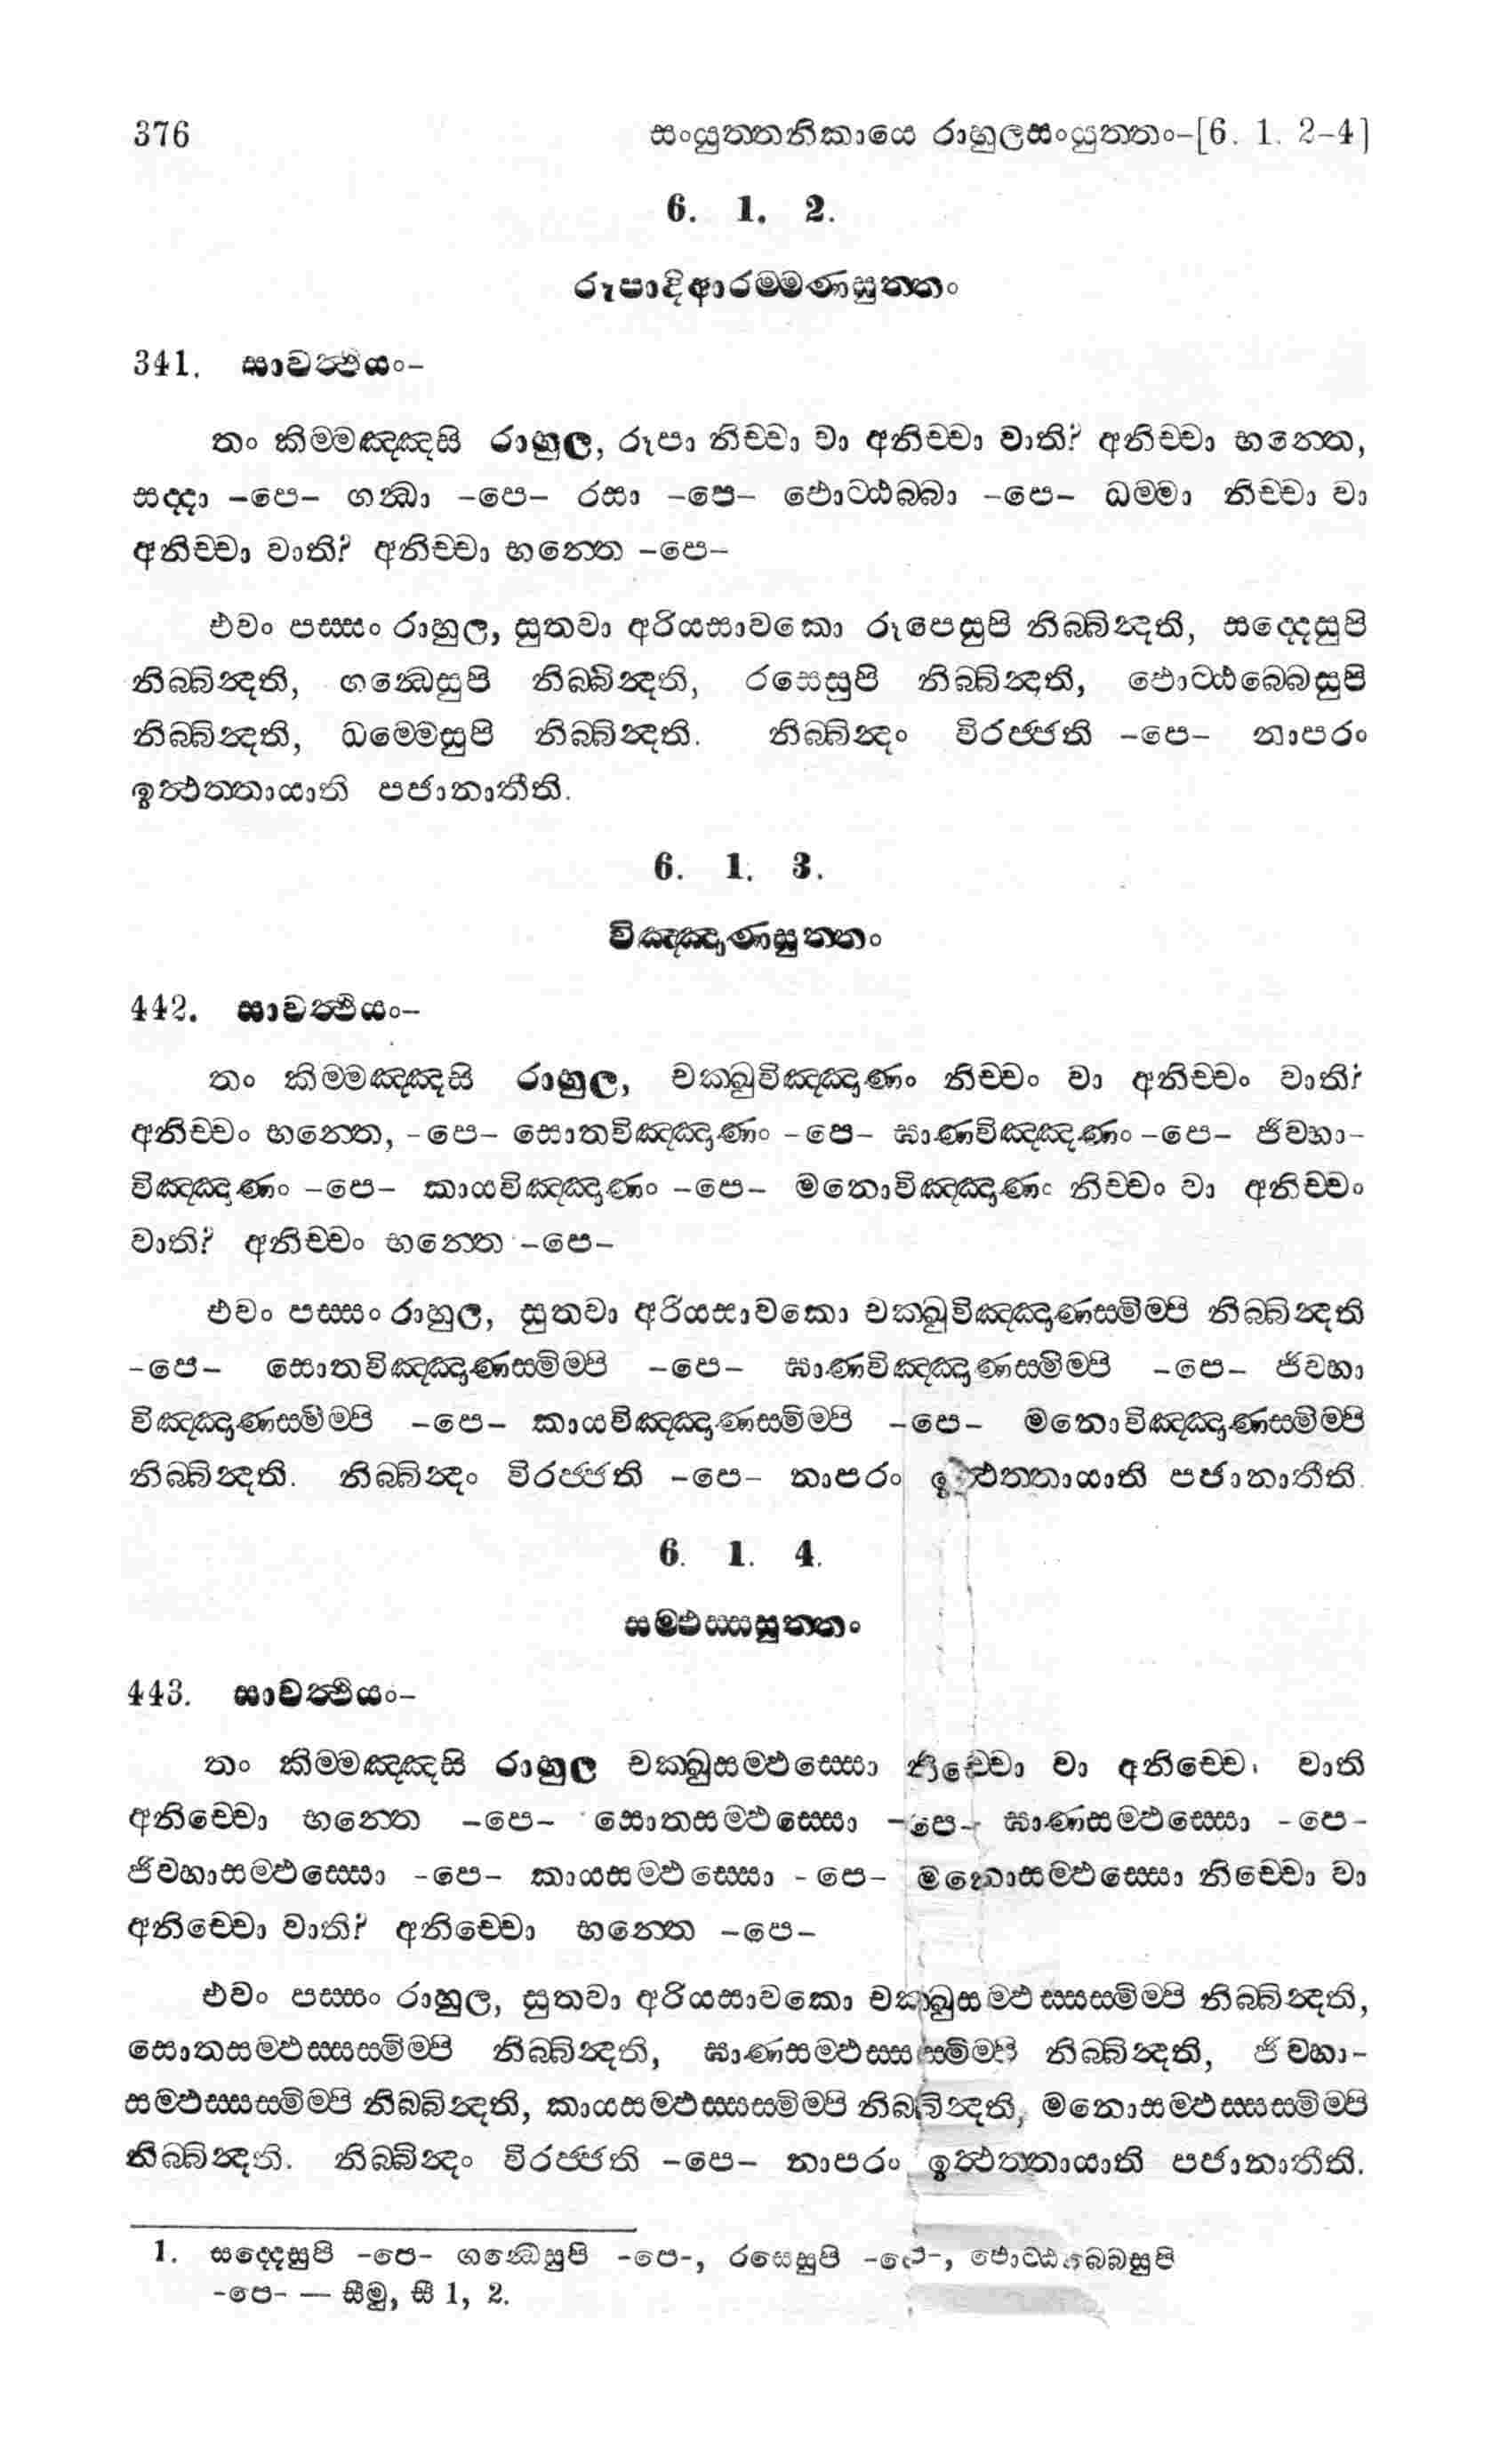 376 සංයුත්තනිකායෙ රාහුලසංයුත්තං-[6. 1. 2-4]
6. 1. 2.
රූපාදිආරම්මණසුත්තං
341. සාවත්ථියං-
තං කිම්මඤ්ඤසි රාහුල, රූපා නිච්චා වා අනිච්චා වාති? අනිච්චා භන්තෙ,
සද්දා -පෙ- ගන්ධා -පෙ- රසා -පෙ- ඵොට්ඨබ්බා -පෙ- ධම්මා නිච්චා වා
අනිච්චා වාති? අනිච්චා භන්තෙ -පෙ-
එවං පස්සං රාහුල, සුතවා අරියසාවකො රූපෙසුපි නිබ්බින්දති, සද්දෙසුපි
නිබ්බින්දති, ගන්ධෙසුපි නිබ්බින්දති, රසෙසුපි නිබ්බින්දති, ඵොට්ඨබ්බෙසුපි
නිබ්බින්දති, ධම්මෙසුපි නිබ්බින්දති. නිබ්බින්දං විරජ්ජති -පෙ- නාපරං
ඉත්ථත්තායාති පජානාතීති.
6. 1. 3.
විඤ්ඤාණසුත්තං
442. සාවත්ථියං-
තං කිම්මඤ්ඤසි රාහුල, චක්ඛුවිඤ්ඤාණං නිච්චං වා අනිච්චං වාති?
අනිච්චං භන්තෙ, -පෙ- සොතවිඤ්ඤාණං -පෙ- ඝාණවිඤ්ඤණං -පෙ- ජිව්හා-
විඤ්ඤාණං -පෙ- කායවිඤ්ඤාණං -පෙ- මනොවිඤ්ඤාණං නිච්චං වා අනිච්චං
වාති? අනිච්චං භන්තෙ -පෙ-
එවං පස්සං රාහුල, සුතවා අරියසාවකො චක්ඛුවිඤ්ඤාණස්මිම්පි නිබ්බින්දති
-පෙ- සොතවිඤ්ඤාණස්මිම්පි -පෙ- ඝාණවිඤ්ඤාණස්මිම්පි -පෙ- ජිව්හා
විඤ්ඤාණස්මිම්පි -පෙ- කායවිඤ්ඤාණස්මිම්පි -පෙ- මනොවිඤ්ඤාණස්මිම්පි
නිබ්බින්දති. නිබ්බින්දං විරජ්ජති -පෙ- නාපරං ඉත්ථත්තායාති පජානාතීති.
6. 1. 4.
සම්ඵස්සසුත්තං
443. සාවත්ථියං-
තං කිම්මඤ්ඤසි රාහුල චක්ඛුසම්ඵස්සො නිච්චො වා අනිච්චො වාති
අනිච්චො භන්තෙ -පෙ- සොතසම්ඵස්සො -පෙ- ඝාණසම්ඵස්සො -පෙ-
ජිව්හාසම්ඵස්සො -පෙ- කායසම්ඵස්සො -පෙ- මනොසම්ඵස්සො නිච්චො වා
අනිච්චො වාති? අනිච්චො භන්තෙ -පෙ-
එවං පස්සං රාහුල, සුතවා අරියසාවකො චක්ඛුසම්ඵස්සස්මිම්පි නිබ්බින්දති,
සොතසම්ඵස්සස්මිම්පි නිබ්බින්දති, ඝාණසම්ඵස්සස්මිම්පි නිබ්බින්දති, ජිව්හා-
සම්ඵස්සස්මිම්පි නිබ්බින්දති, කායසම්ඵස්සස්මිම්පි නිබ්බින්දති, මනොසම්ඵස්සස්මිම්පි
නිබ්බින්දති. නිබ්බින්දං විරජ්ජති -පෙ- නාපරං ඉත්ථත්තායාති පජානාතීති.
1. සද්දෙසුපි -පෙ- ගන්ධෙසුපි -පෙ-, රසෙසුපි -පෙ-, ඵොට්ඨබ්බෙසුපි
-පෙ- — සීමු, සී 1, 2.